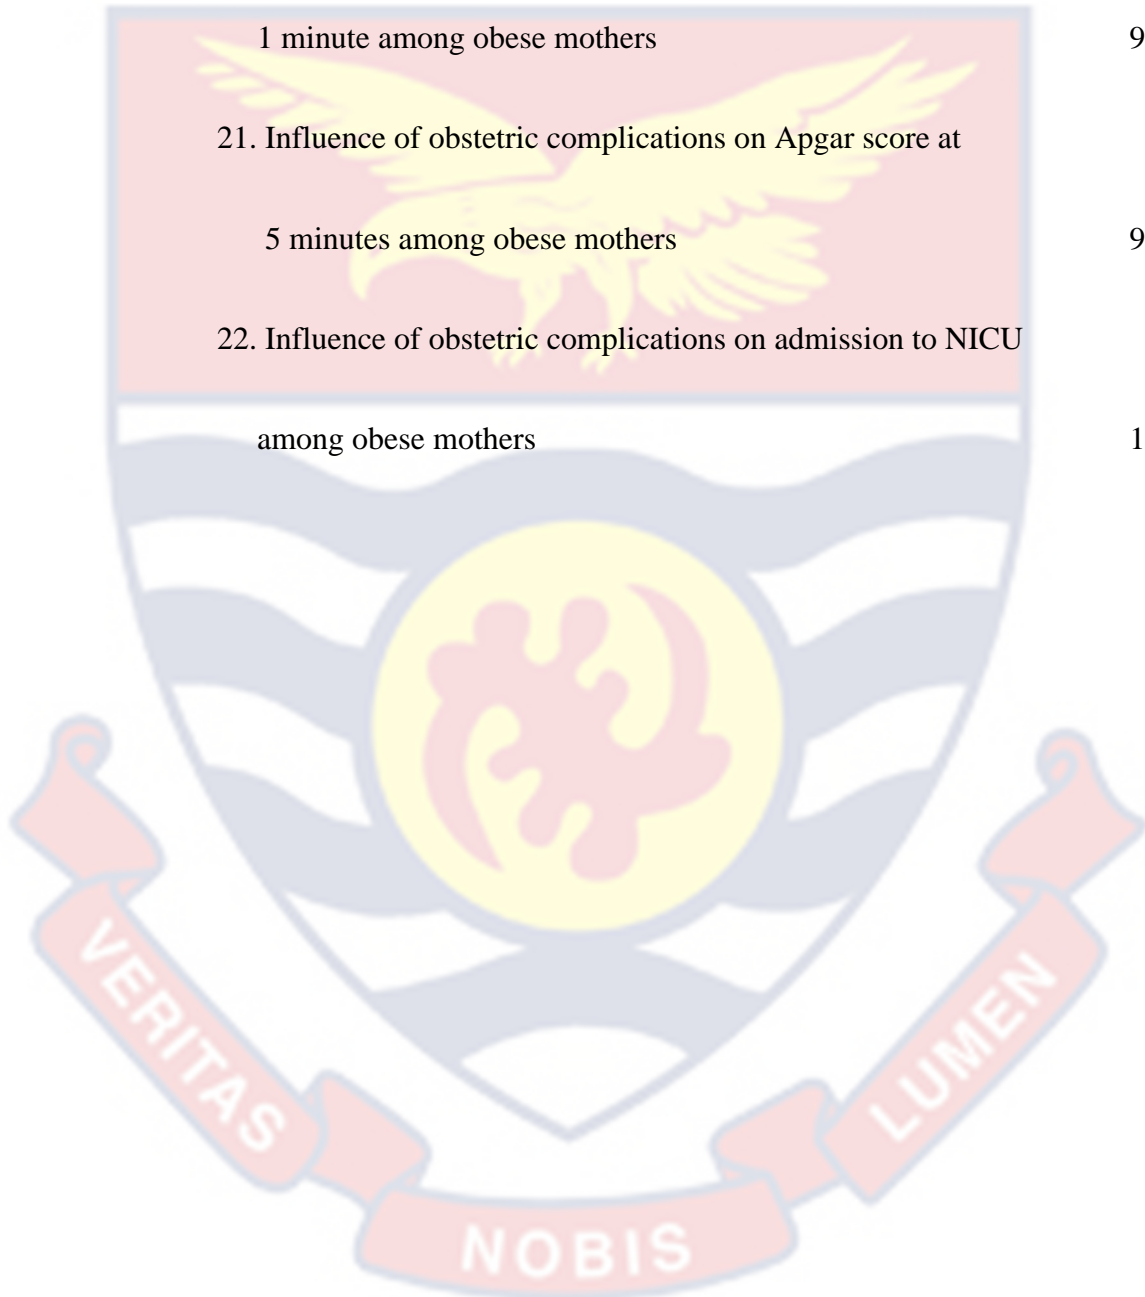 1 minute among obese mothers 9
21. Influence of obstetric complications on Apgar score at
5 minutes among obese mothers 9
22. Influence of obstetric complications on admission to NICU
among obese mothers 1
VERITAS
NOBIS
LUMEN